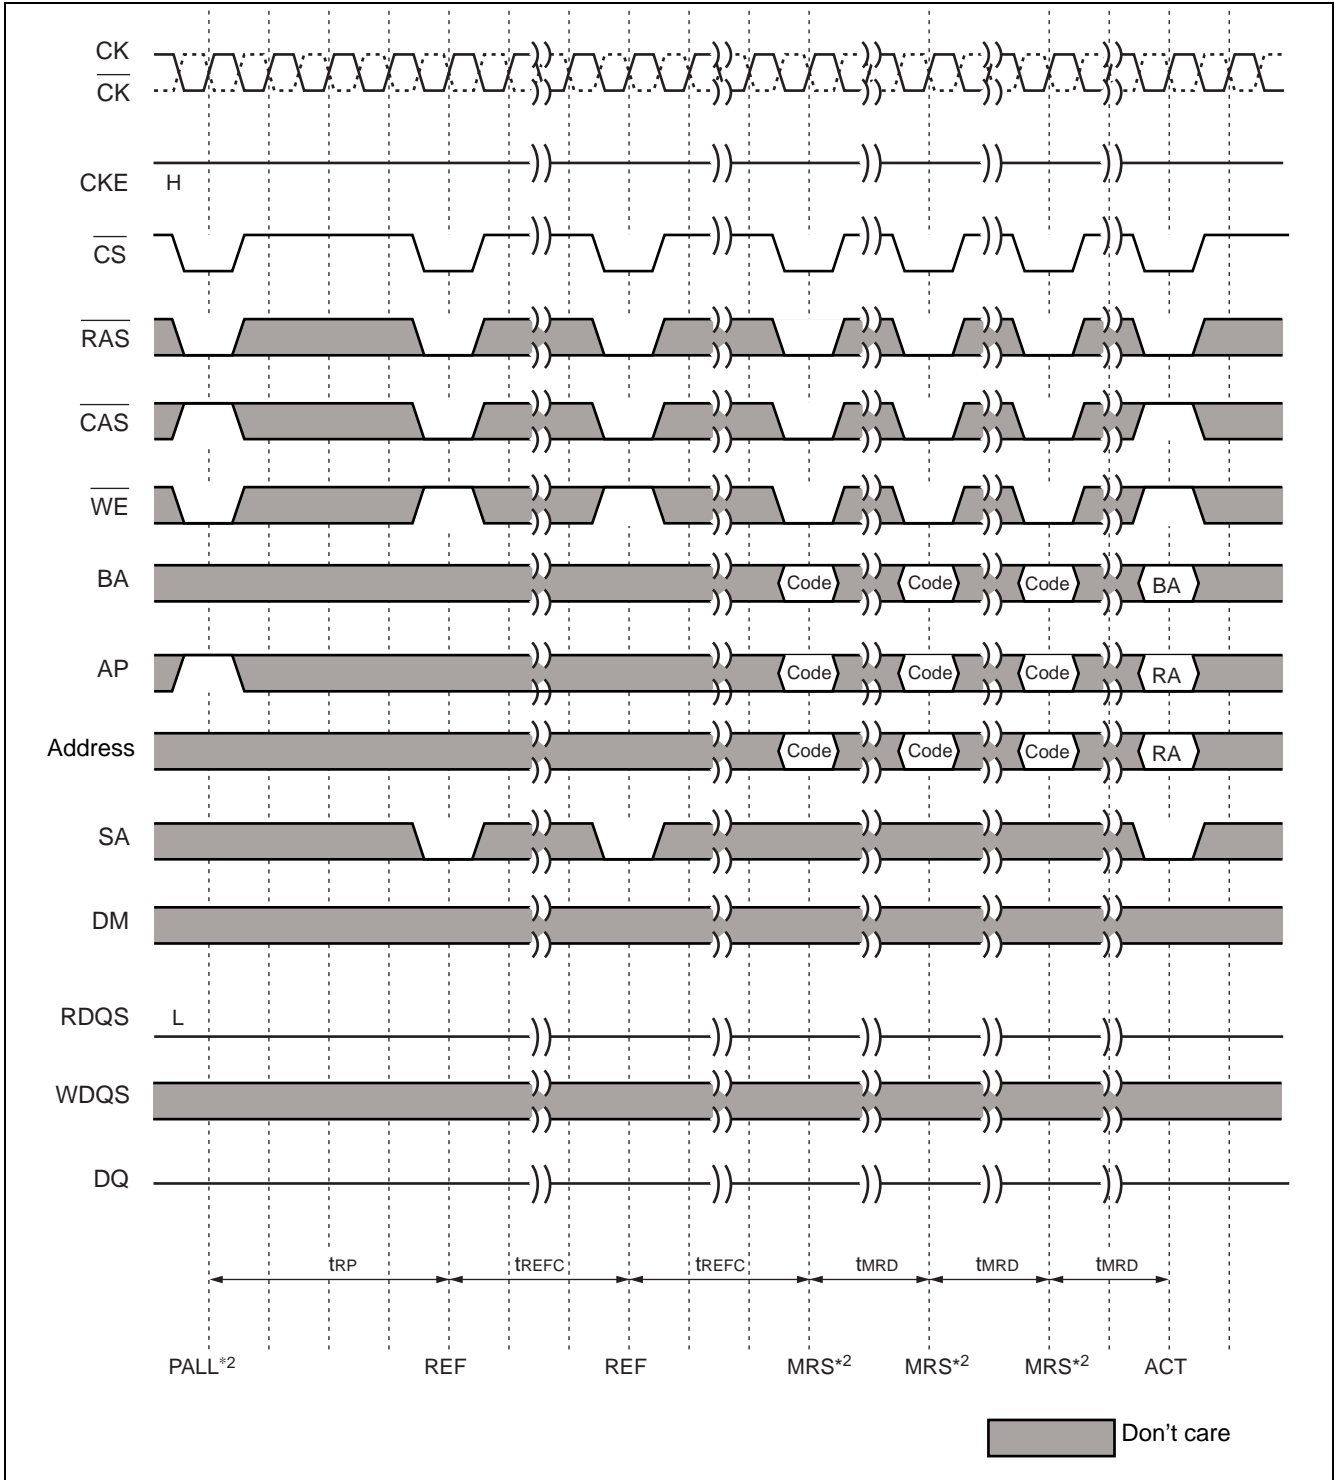 CK
CK
CKE H
CS
RAS
CAS
WE
BA Code Code Code BA
AP Code Code Code RA
Address Code Code Code RA
SA
DM
RDQS L
WDQS
DQ
tRP tREFC tREFC tMRD tMRD tMRD
PALL*2 REF REF MRS*2 MRS*2 MRS*2 ACT
Don't care